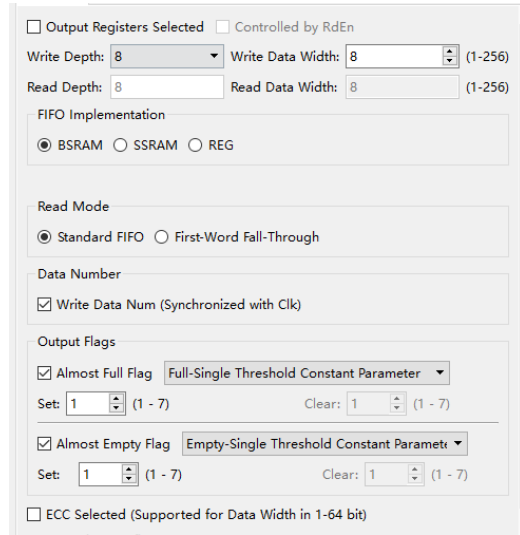 Output Registers Selected Controlled by RdEn
Write Depth: 8 Write Data Width: 8 (1-256)
Read Depth: 8 Read Data Width: 8 (1-256)
FIFO Implementation
BSRAM SSRAM REG
Read Mode
Standard FIFO First-Word Fall-Through
Data Number
Write Data Num (Synchronized with Clk)
Output Flags
Almost Full Flag Full-Single Threshold Constant Parameter
Set: 1 (1 - 7) Clear: 1 (1 - 7)
Almost Empty Flag Empty-Single Threshold Constant Paramete
Set: 1 (1 - 7) Clear: 1 (1 - 7)
ECC Selected (Supported for Data Width in 1-64 bit)